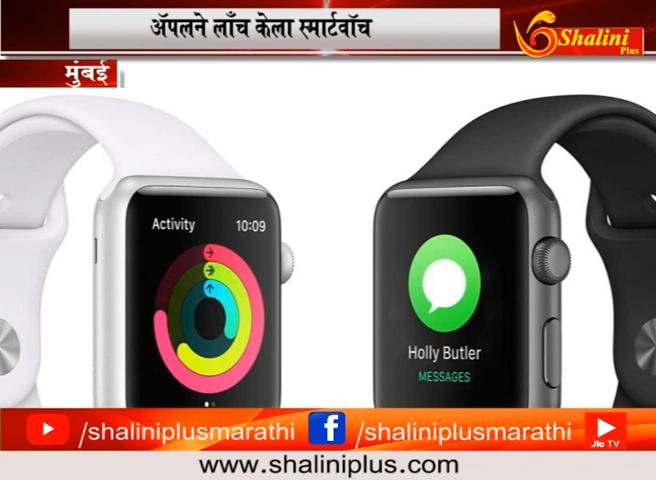 ॲपलने लाँच केला स्मार्टवॉच
Shalini
Plus
मुंबई
Activity 10:09
Holly Butler
MESSAGES
/shaliniplusmarathi /shaliniplusmarathi
Jio TV
www.shaliniplus.com